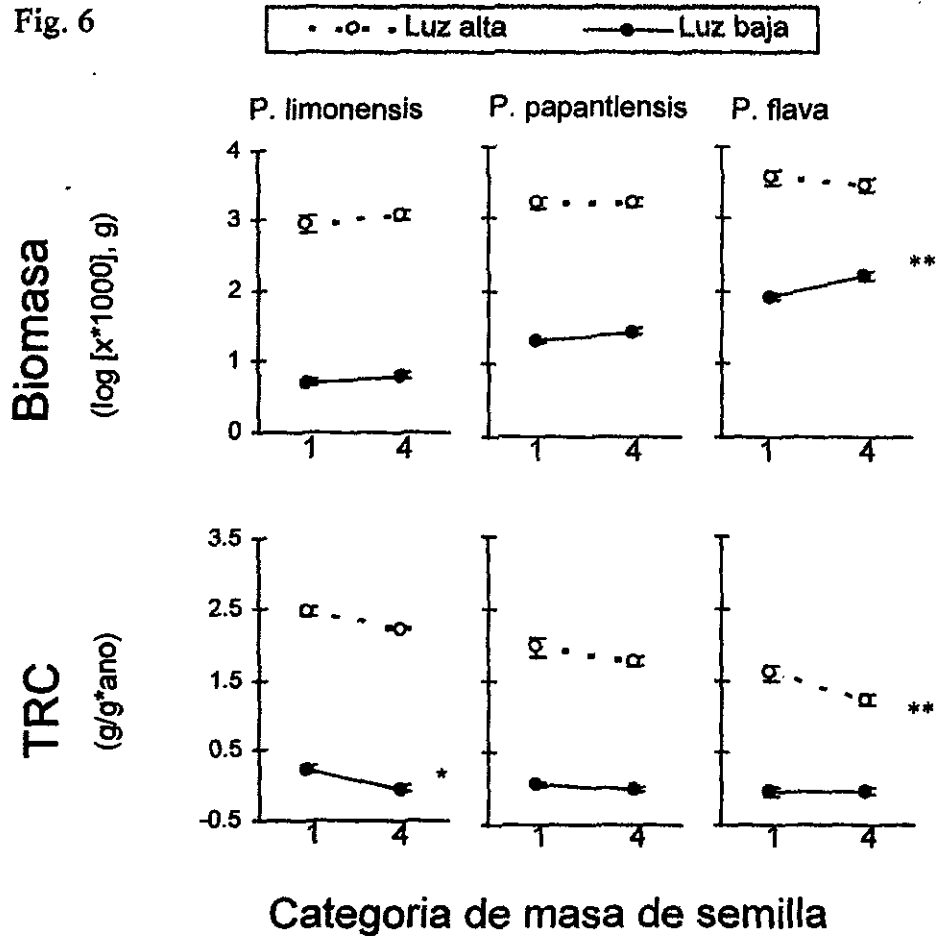 Fig. 6
Luz alta Luz baja
P. limonensis P. papantlensis P. flava
Biomasa
(log [x*1000], g)
4
3
2
1
0
**
1 4 1 4 1 4
TRC
(g/g*ano)
3.5
2.5
1.5
0.5
-0.5
*
**
1 4 1 4 1 4
Categoria de masa de semilla